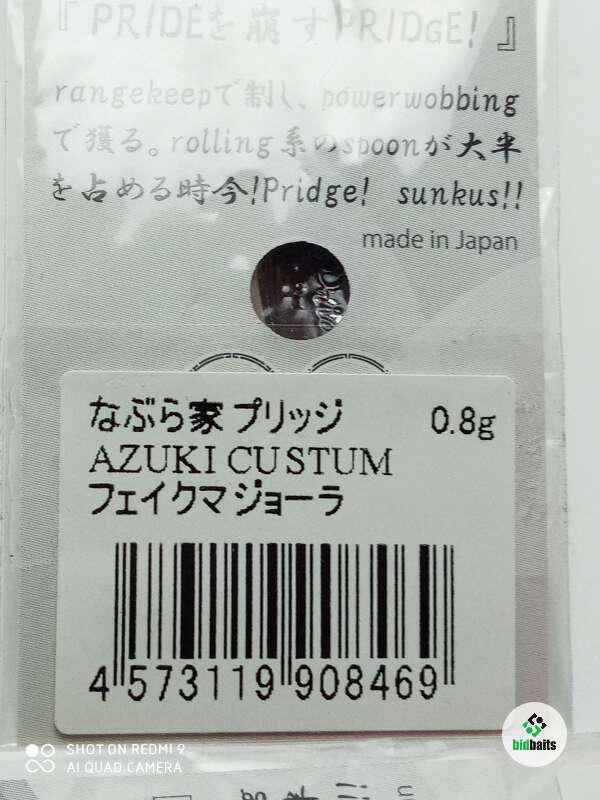 『PRIDEを崩すPRIDGE!』
rangekeepで制し、powerwobbing
で獲る。rolling系のspoonが大半
を占める時今!Pridge! sunkus!!
made in Japan
なぶら家 プリッジ 0.8g
AZUKI CUSTUM
フェイクマジョーラ
4 573119 908469
SHOT ON REDMI 9
AI QUAD CAMERA
bidbaits